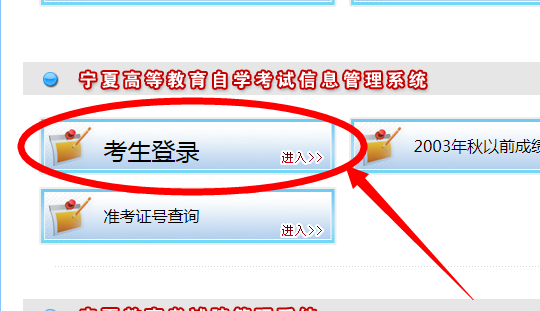 宁夏高等教育自学考试信息管理系统
考生登录
进入>>
2003年秋以前成绩
准考证号查询
进入>>